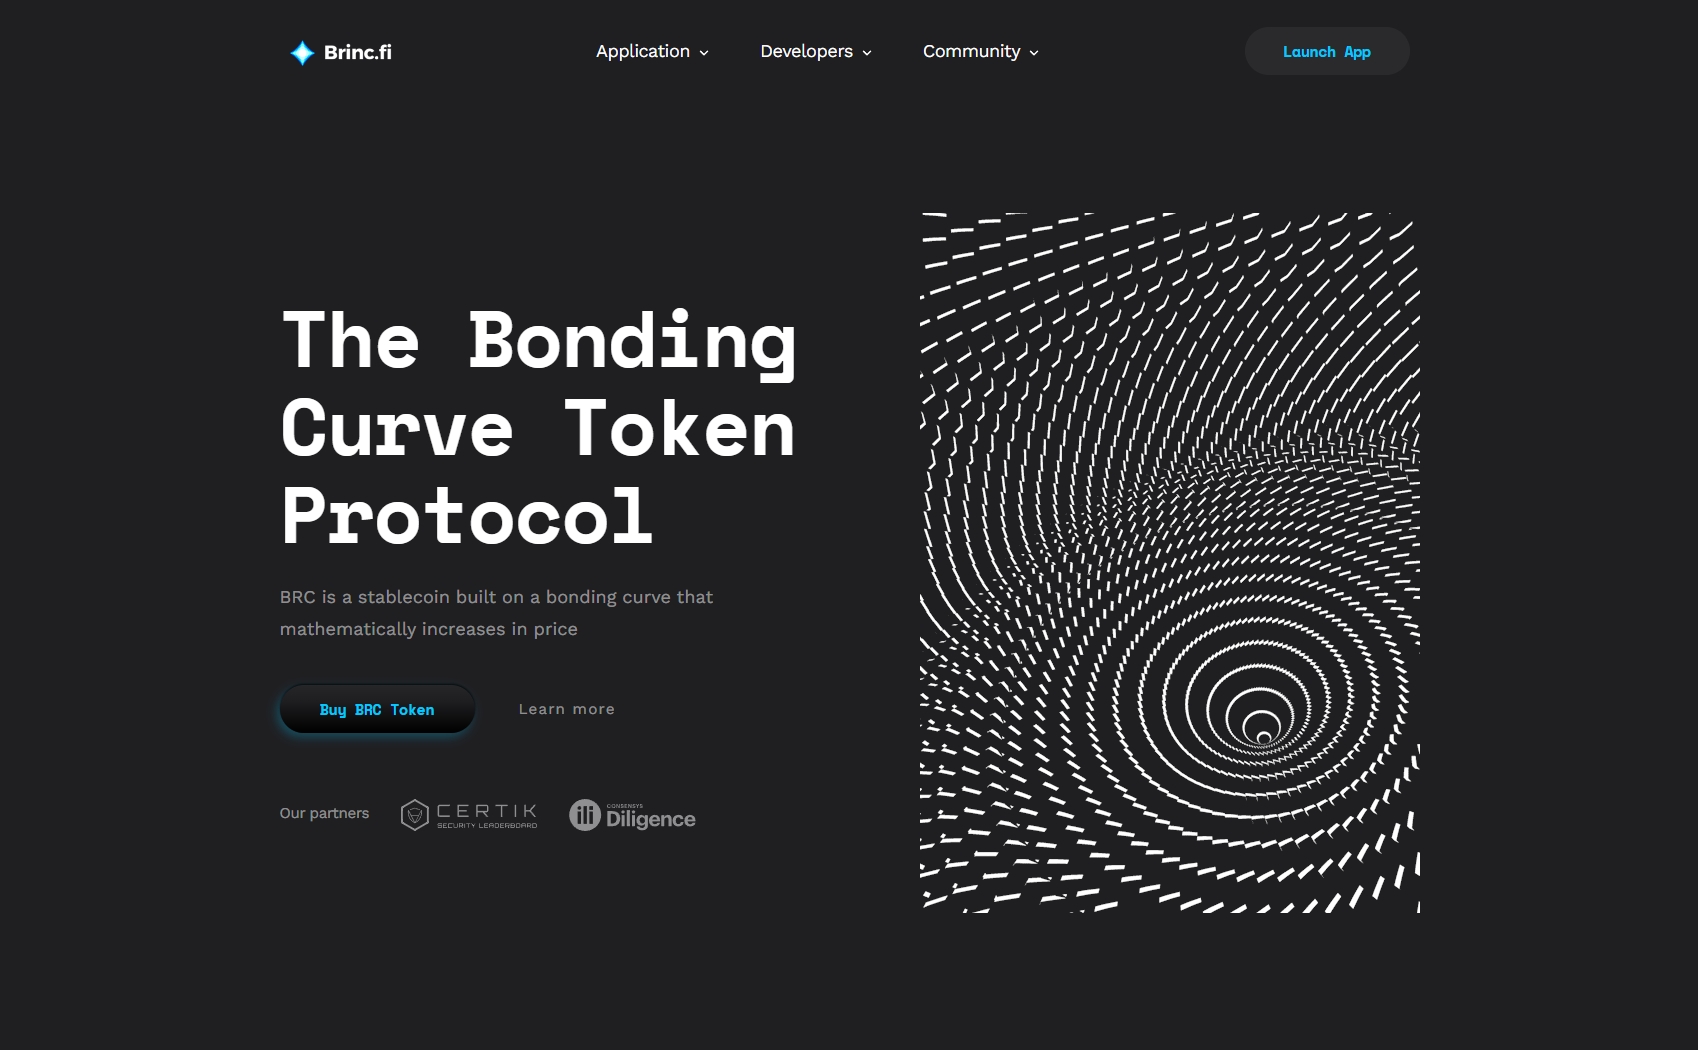 Brinc.fi
Application
Developers
Community
Launch App
The Bonding
Curve Token
Protocol
BRC is a stablecoin built on a bonding curve that
mathematically increases in price
Buy BRC Token
Learn more
Our partners
CERTIK
SECURITY LEADERBOARD
CONSENSYS
Diligence